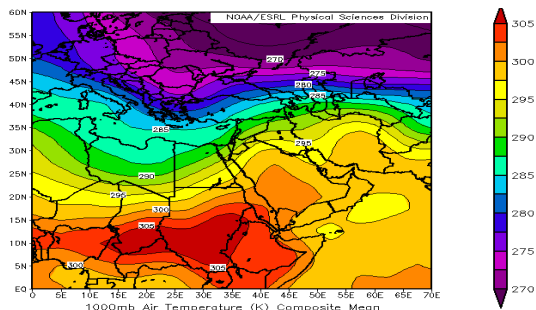 NOAA/ESRL Physical Sciences Division
60N
55N
50N
45N
40N
35N
30N
25N
20N
15N
10N
5N
EQ
275
275
280
285
285
295
290
295
300
305
300
305
0 5E 10E 15E 20E 25E 30E 35E 40E 45E 50E 55E 60E 65E 70E
1000mb Air Temperature (K) Composite Mean
305
300
295
290
285
280
275
270